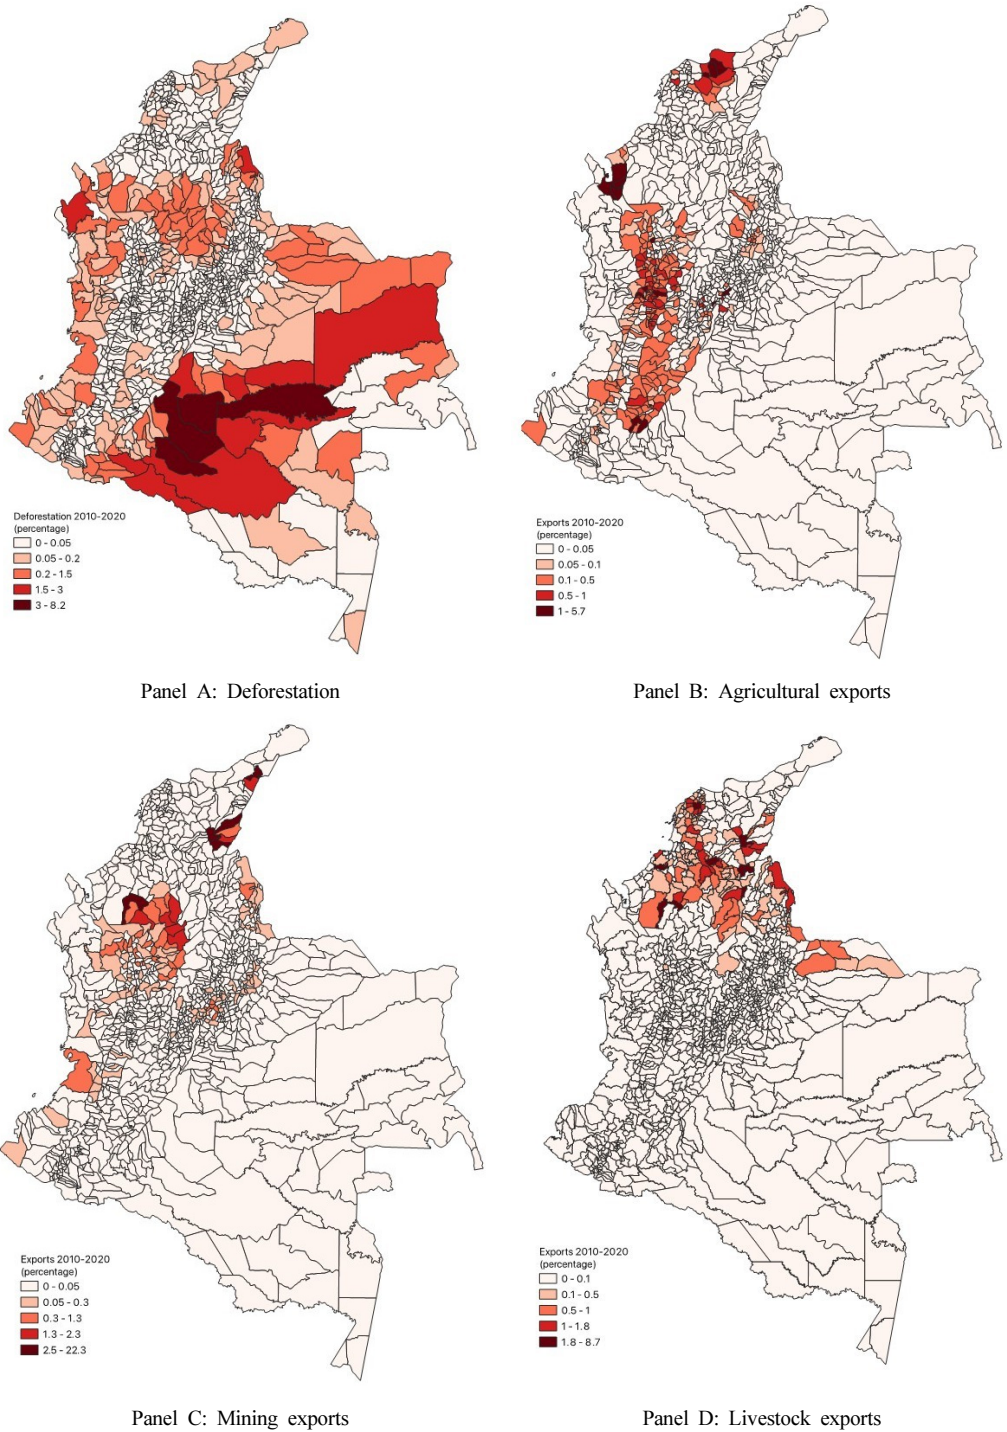 Deforestation 2010-2020
(percentage)
0 - 0.05
0.05 - 0.2
0.2 - 1.5
1.5 - 3
3 - 8.2
Exports 2010-2020
(percentage)
0 - 0.05
0.05 - 0.1
0.1 - 0.5
0.5 - 1
1 - 5.7
Panel A: Deforestation
Panel B: Agricultural exports
Exports 2010-2020
(percentage)
0 - 0.05
0.05 - 0.3
0.3 - 1.3
1.3 - 2.3
2.5 - 22.3
Exports 2010-2020
(percentage)
0 - 0.1
0.1 - 0.5
0.5 - 1
1 - 1.8
1.8 - 8.7
Panel C: Mining exports
Panel D: Livestock exports